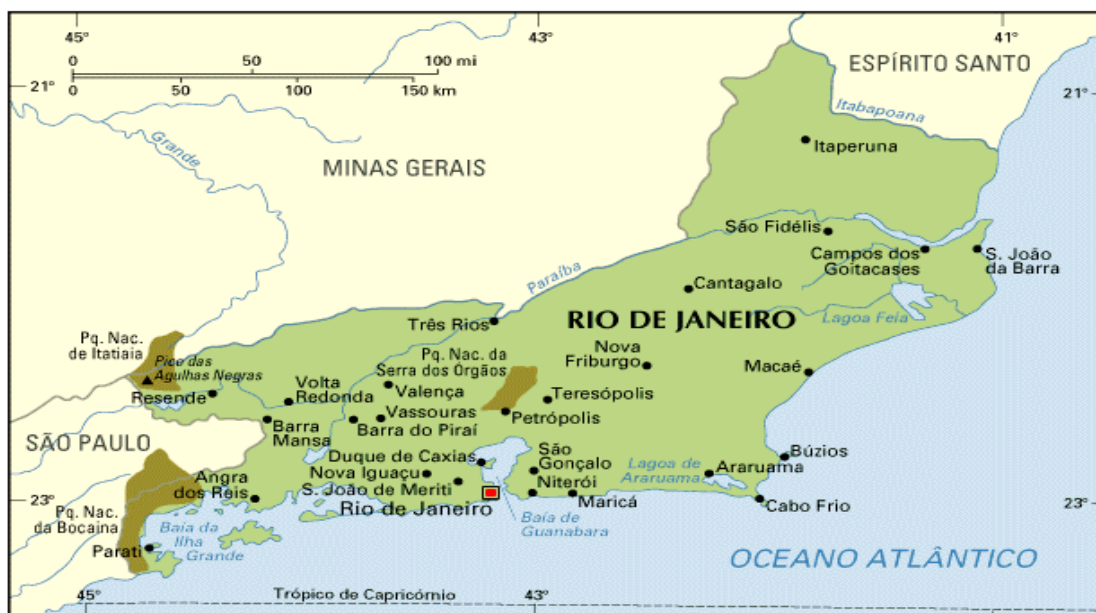 45°
43°
41°
0
50
100 mi
0
50
100
150 km
21°
21°
ESPÍRITO SANTO
Itabapoana
Grande
Itaperuna
MINAS GERAIS
São Fidélis
Campos dos
Goitacases
S. João
da Barra
Paraíba
Cantagalo
Lagoa Feia
Três Rios
RIO DE JANEIRO
Pq. Nac.
de Itatiaia
Pico das
Agulhas Negras
Pq. Nac. da
Serra dos Órgãos
Nova
Friburgo
Macaé
Resende
Volta
Redonda
Valença
Teresópolis
Vassouras
Petrópolis
Barra
Mansa
Barra do Piraí
SÃO PAULO
Duque de Caxias
São
Gonçalo
Lagoa de
Araruama
Araruama
Búzios
Nova Iguaçu
Angra
dos Reis
S. João de Meriti
Niterói
23°
Rio de Janeiro
Maricá
Cabo Frio
23°
Pq. Nac.
da Bocaina
Baía da
Ilha
Grande
Baía de
Guanabara
Parati
OCEANO ATLÂNTICO
Trópico de Capricórnio
45°
43°